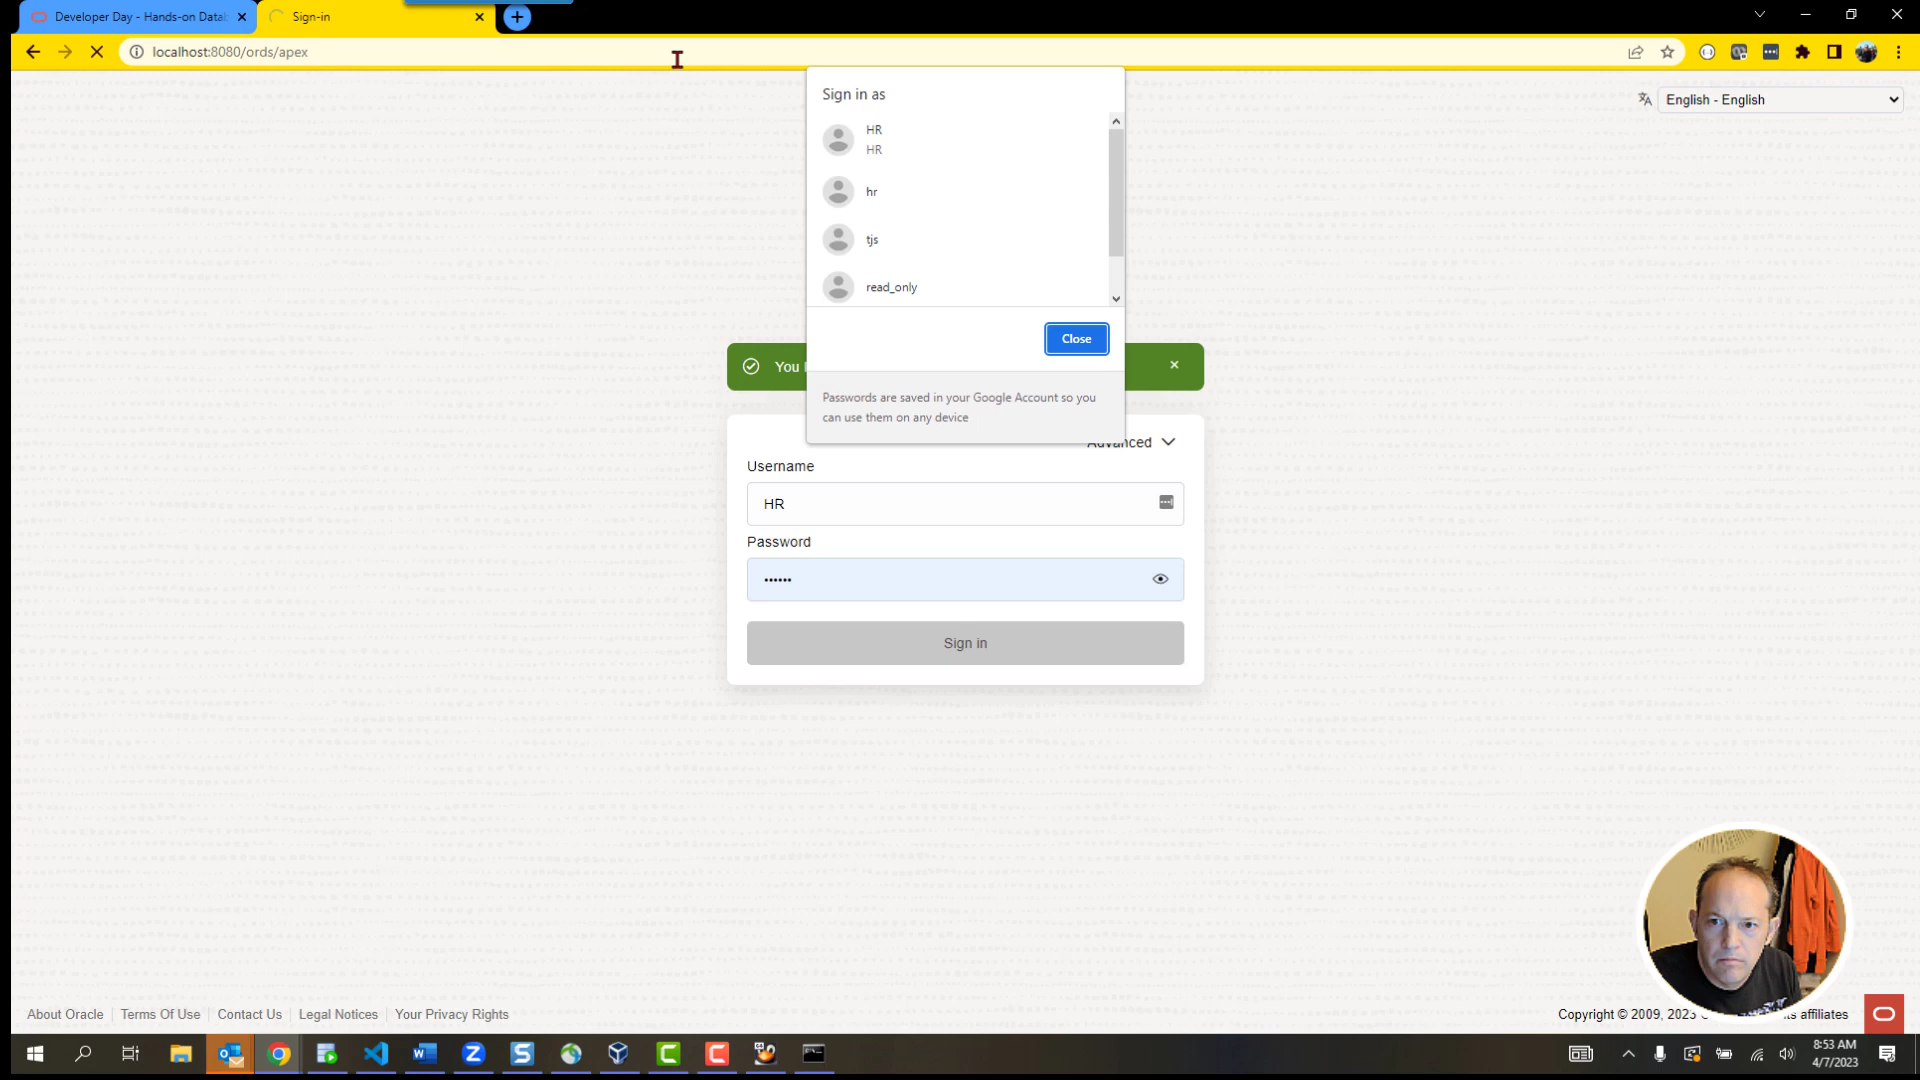 Developer Day - Hands-on Datab
Sign-in
localhost:8080/ords/apex
English - English
Sign in as
HR
HR
hr
tjs
read_only
Close
You
Passwords are saved in your Google Account so you
can use them on any device
Advanced
Username
HR
Password
••••••
Sign in
About Oracle
Terms Of Use
Contact Us
Legal Notices
Your Privacy Rights
Copyright © 2009, 2023
affiliates
8:53 AM
4/7/2023